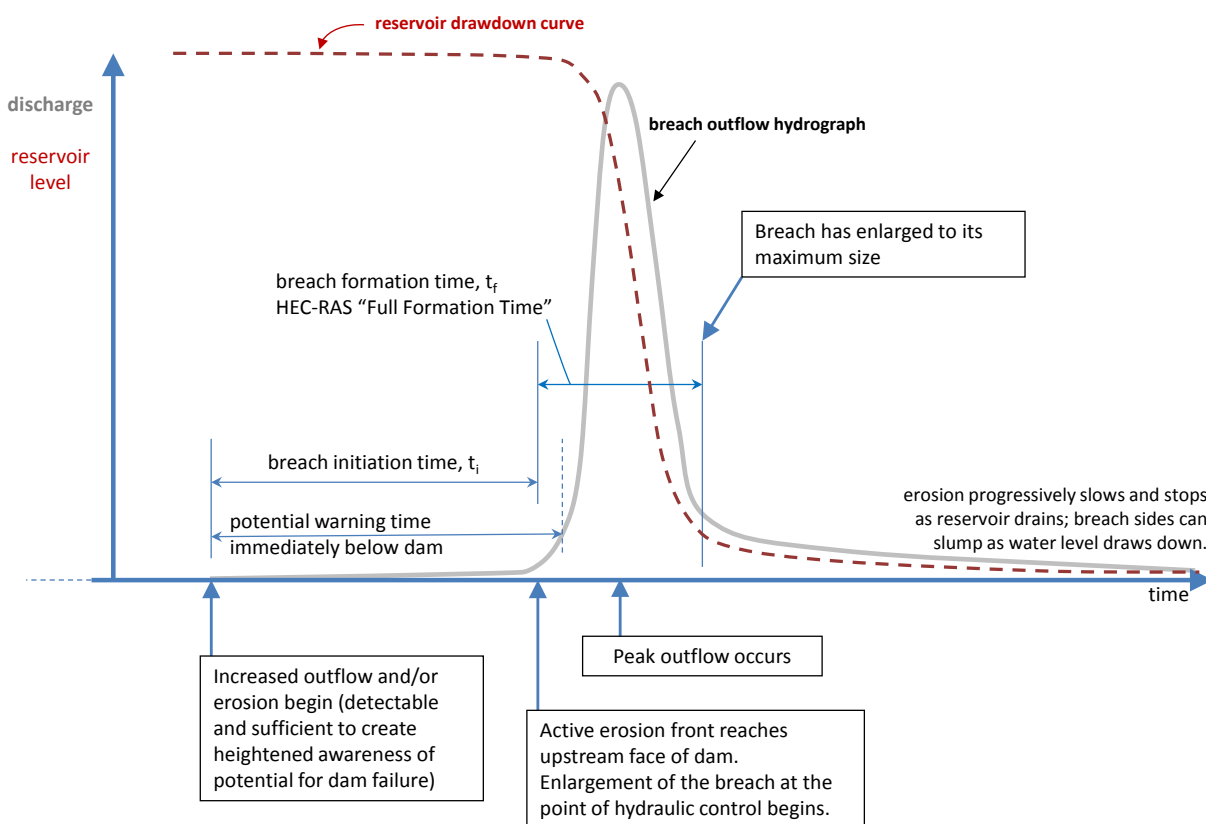 reservoir drawdown curve
discharge
reservoir
level
breach outflow hydrograph
Breach has enlarged to its
maximum size
breach formation time, tf
HEC-RAS “Full Formation Time”
breach initiation time, ti
potential warning time
immediately below dam
erosion progressively slows and stops
as reservoir drains; breach sides can
slump as water level draws down.
time
Increased outflow and/or
erosion begin (detectable
and sufficient to create
heightened awareness of
potential for dam failure)
Peak outflow occurs
Active erosion front reaches
upstream face of dam.
Enlargement of the breach at the
point of hydraulic control begins.